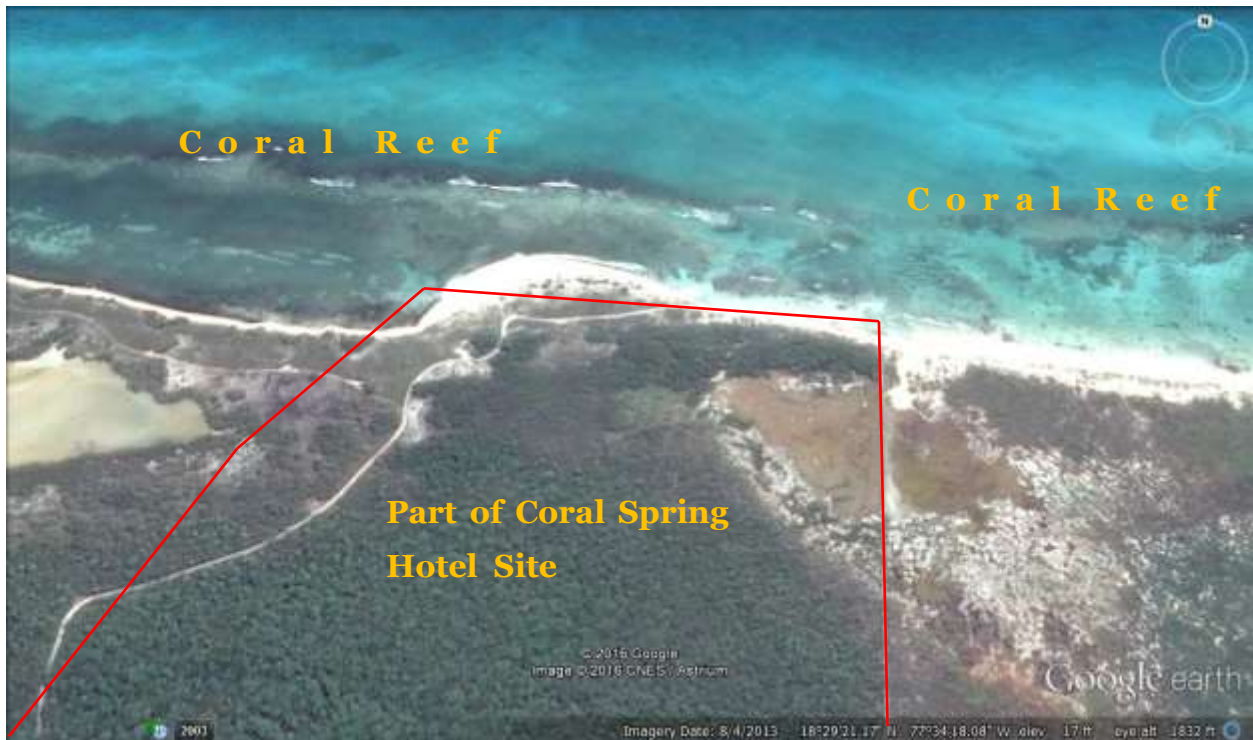 N
Coral Reef
Coral Reef
Part of Coral Spring
Hotel Site
© 2016 Google
Image © 2016 CNES / Astrium
Google earth
2003
Imagery Date: 8/4/2013 18°29'21.17" N 77°34'18.08" W elev 17 ft eye alt 1832 ft